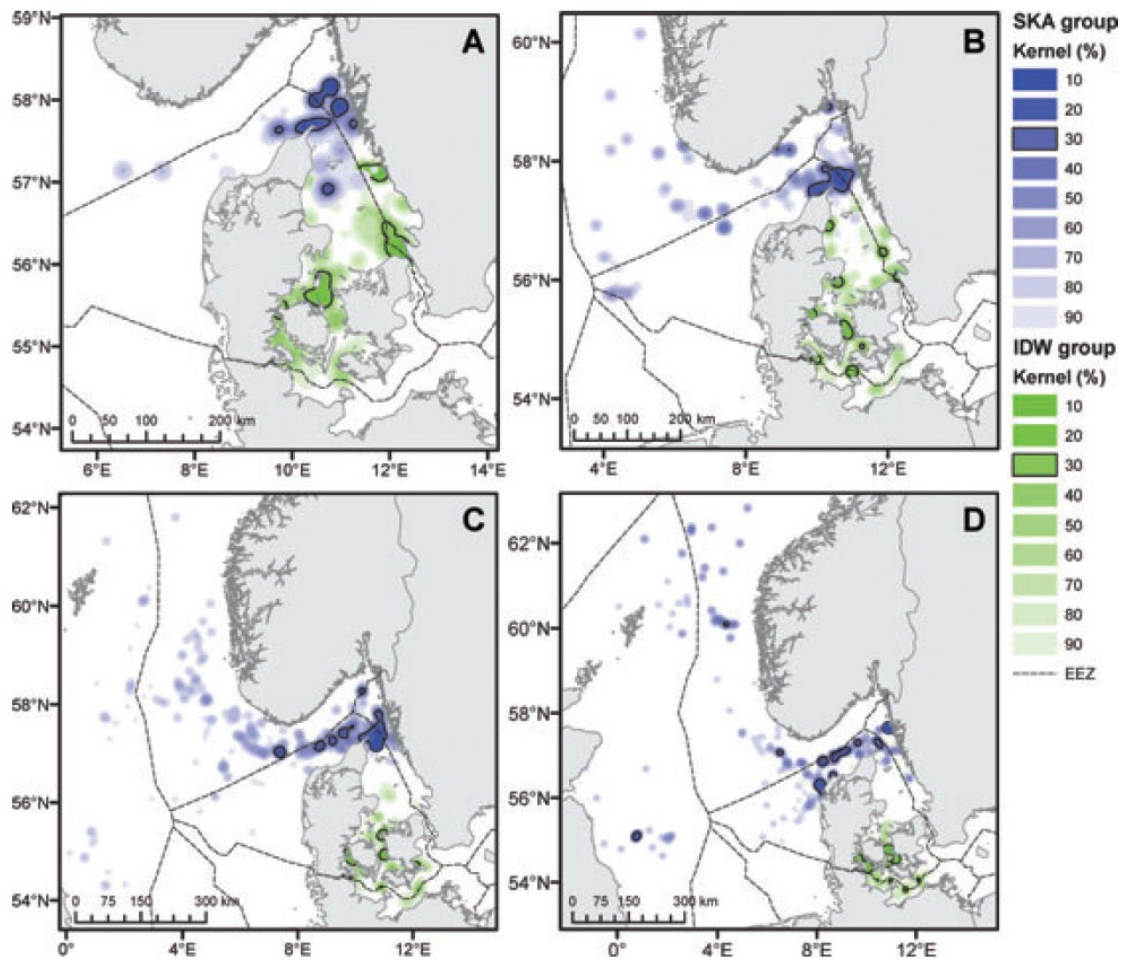 59°N
58°N
57°N
56°N
55°N
54°N
A
0 50 100 200 km
6°E 8°E 10°E 12°E 14°E
60°N
58°N
56°N
54°N
B
0 50 100 200 km
4°E 8°E 12°E
62°N
60°N
58°N
56°N
54°N
C
0 75 150 300 km
0° 4°E 8°E 12°E
62°N
60°N
58°N
56°N
54°N
D
0 75 150 300 km
0° 4°E 8°E 12°E
SKA group
Kernel (%)
10
20
30
40
50
60
70
80
90
IDW group
Kernel (%)
10
20
30
40
50
60
70
80
90
EEZ